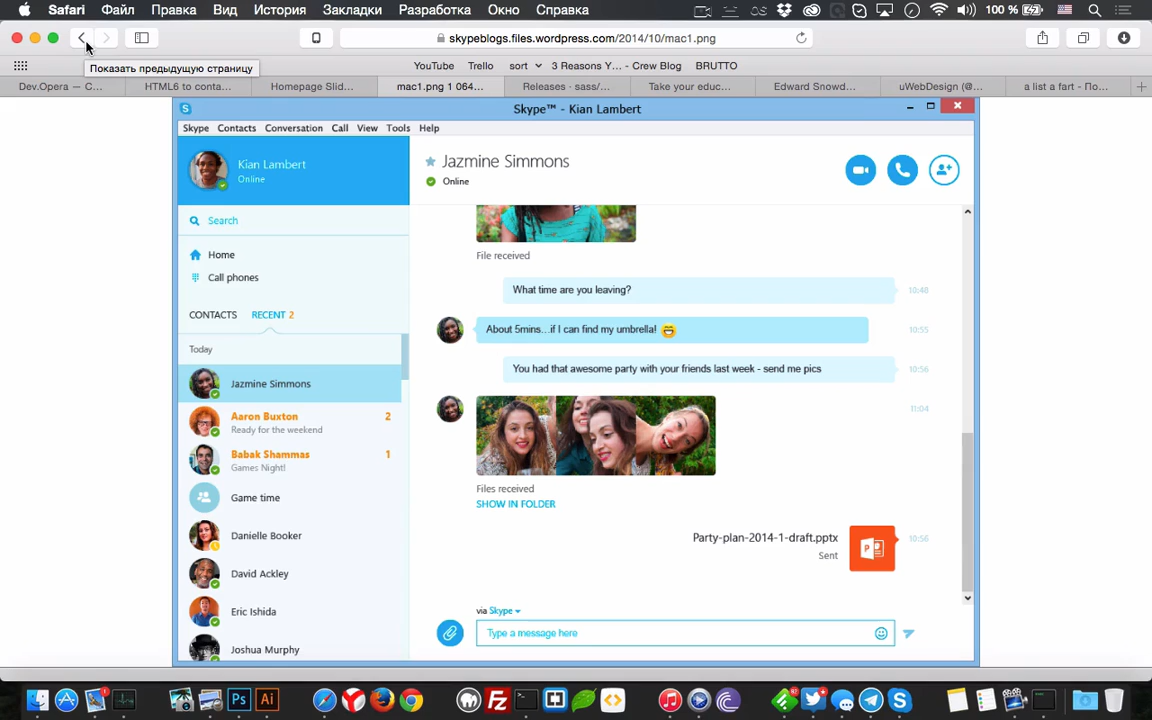 Safari Файл Правка Вид История Закладки Разработка Окно Справка 100 %
skypeblogs.files.wordpress.com/2014/10/mac1.png
Показать предыдущую страницу
YouTube Trello sort 3 Reasons Y… - Crew Blog BRUTTO
Dev.Opera — C… HTML6 to conta… Homepage Slid… mac1.png 1 064… Releases · sass/… Take your educ… Edward Snowd… uWebDesign (@… a list a fart - По…
Skype™ - Kian Lambert
Skype Contacts Conversation Call View Tools Help
Kian Lambert
Online
Search
Home
Call phones
CONTACTS RECENT 2
Today
Jazmine Simmons
Aaron Buxton 2
Ready for the weekend
Babak Shammas 1
Games Night!
Game time
Danielle Booker
David Ackley
Eric Ishida
Joshua Murphy
Jazmine Simmons
Online
File received
What time are you leaving? 10:48
About 5mins...if I can find my umbrella! 10:55
You had that awesome party with your friends last week - send me pics 10:56
11:04
Files received
SHOW IN FOLDER
Party-plan-2014-1-draft.pptx 10:56
Sent
via Skype
Type a message here
Ps Ai Fz